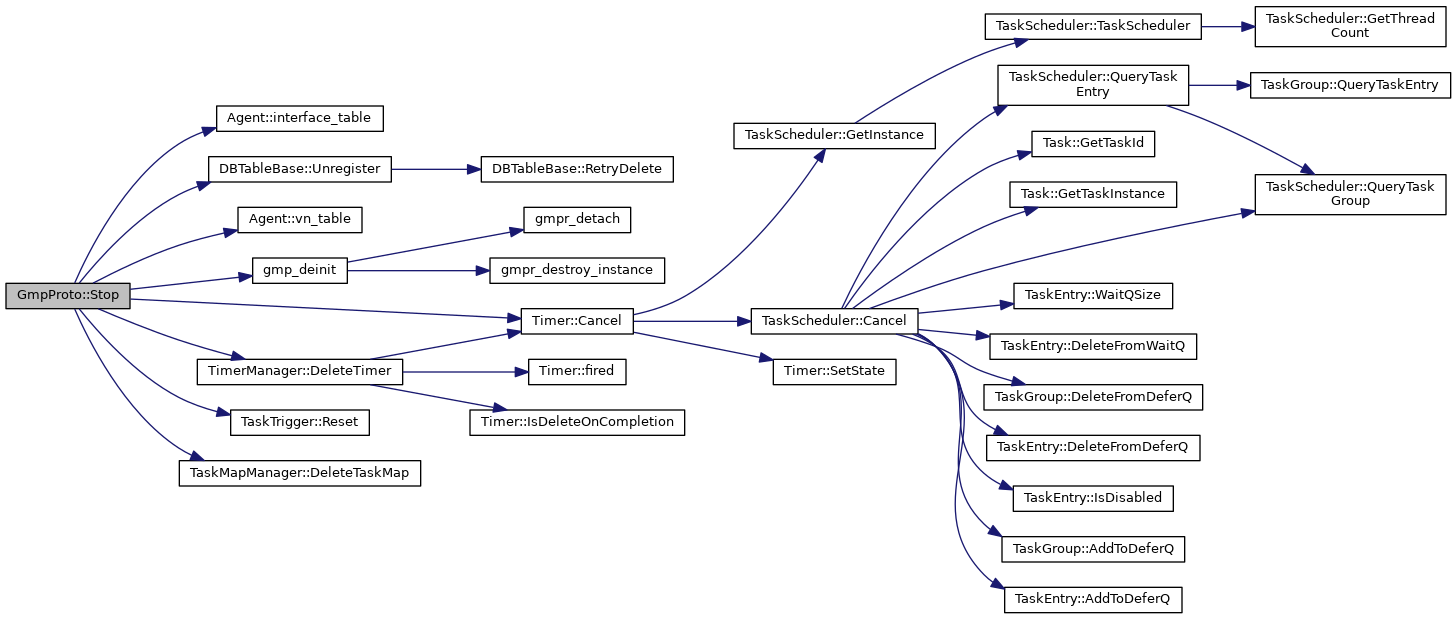 GmpProto::Stop
Agent::interface_table
DBTableBase::Unregister
Agent::vn_table
gmp_deinit
TimerManager::DeleteTimer
TaskTrigger::Reset
TaskMapManager::DeleteTaskMap
DBTableBase::RetryDelete
gmpr_detach
gmpr_destroy_instance
Timer::Cancel
Timer::fired
Timer::IsDeleteOnCompletion
TaskScheduler::GetInstance
TaskScheduler::Cancel
Timer::SetState
TaskScheduler::TaskScheduler
TaskScheduler::QueryTask
Entry
Task::GetTaskId
Task::GetTaskInstance
TaskEntry::WaitQSize
TaskEntry::DeleteFromWaitQ
TaskGroup::DeleteFromDeferQ
TaskEntry::DeleteFromDeferQ
TaskEntry::IsDisabled
TaskGroup::AddToDeferQ
TaskEntry::AddToDeferQ
TaskScheduler::GetThread
Count
TaskGroup::QueryTaskEntry
TaskScheduler::QueryTask
Group